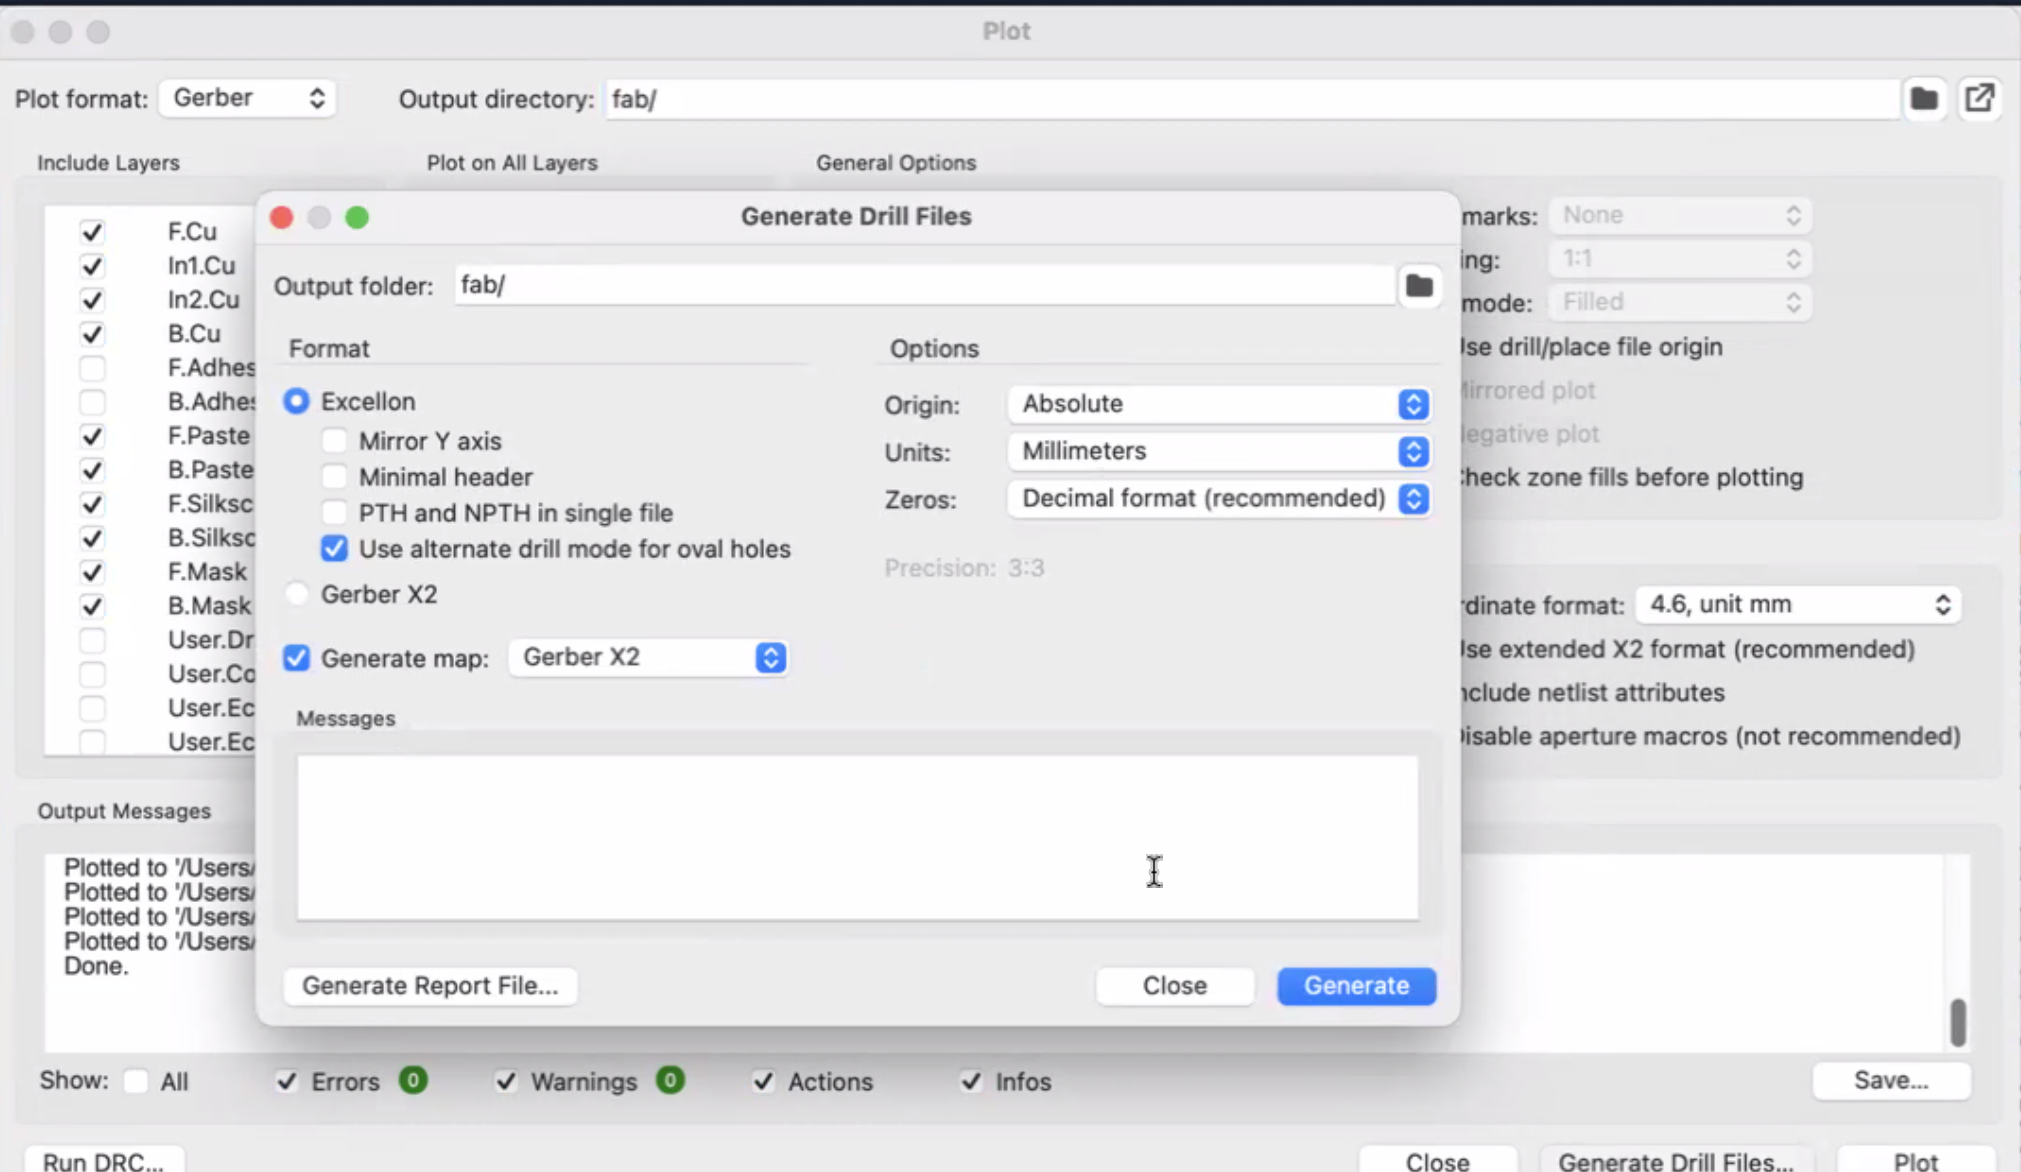 Plot
Plot format: Gerber
Output directory: fab/
Include Layers
Plot on All Layers
General Options
F.Cu
In1.Cu
In2.Cu
B.Cu
F.Adhes
B.Adhes
F.Paste
B.Paste
F.Silksc
B.Silksc
F.Mask
B.Mask
User.Dr
User.Co
User.Ec
User.Ec
Generate Drill Files
Output folder: fab/
Format
Excellon
Mirror Y axis
Minimal header
PTH and NPTH in single file
Use alternate drill mode for oval holes
Gerber X2
Generate map: Gerber X2
Options
Origin: Absolute
Units: Millimeters
Zeros: Decimal format (recommended)
Precision: 3:3
Messages
Generate Report File...
Close
Generate
marks: None
ing: 1:1
mode: Filled
Use drill/place file origin
Mirrored plot
Negative plot
Check zone fills before plotting
rdinate format: 4.6, unit mm
Use extended X2 format (recommended)
Include netlist attributes
Disable aperture macros (not recommended)
Output Messages
Plotted to '/Users/
Plotted to '/Users/
Plotted to '/Users/
Plotted to '/Users/
Done.
Show: All Errors 0 Warnings 0 Actions Infos
Save...
Run DRC...
Close
Generate Drill Files...
Plot